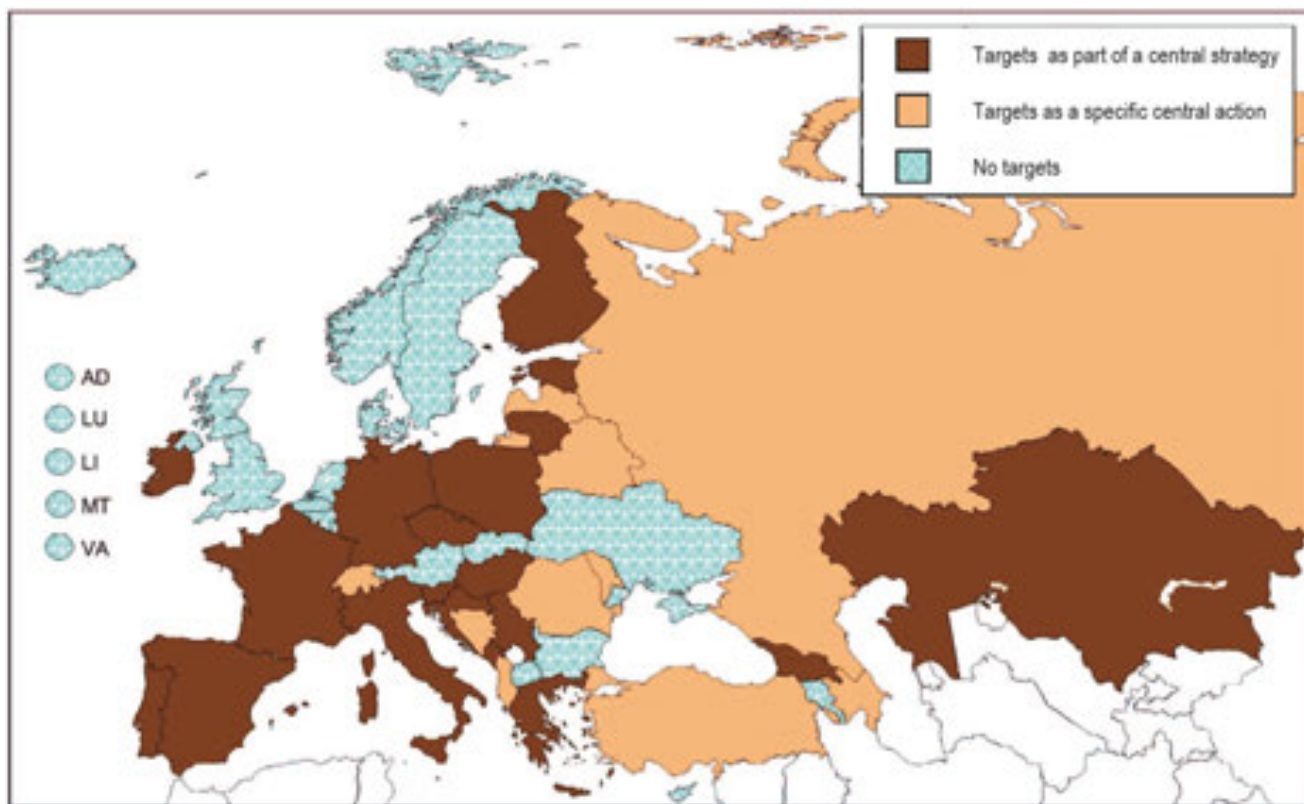 Targets as part of a central strategy
Targets as a specific central action
No targets
AD
LU
LI
MT
VA